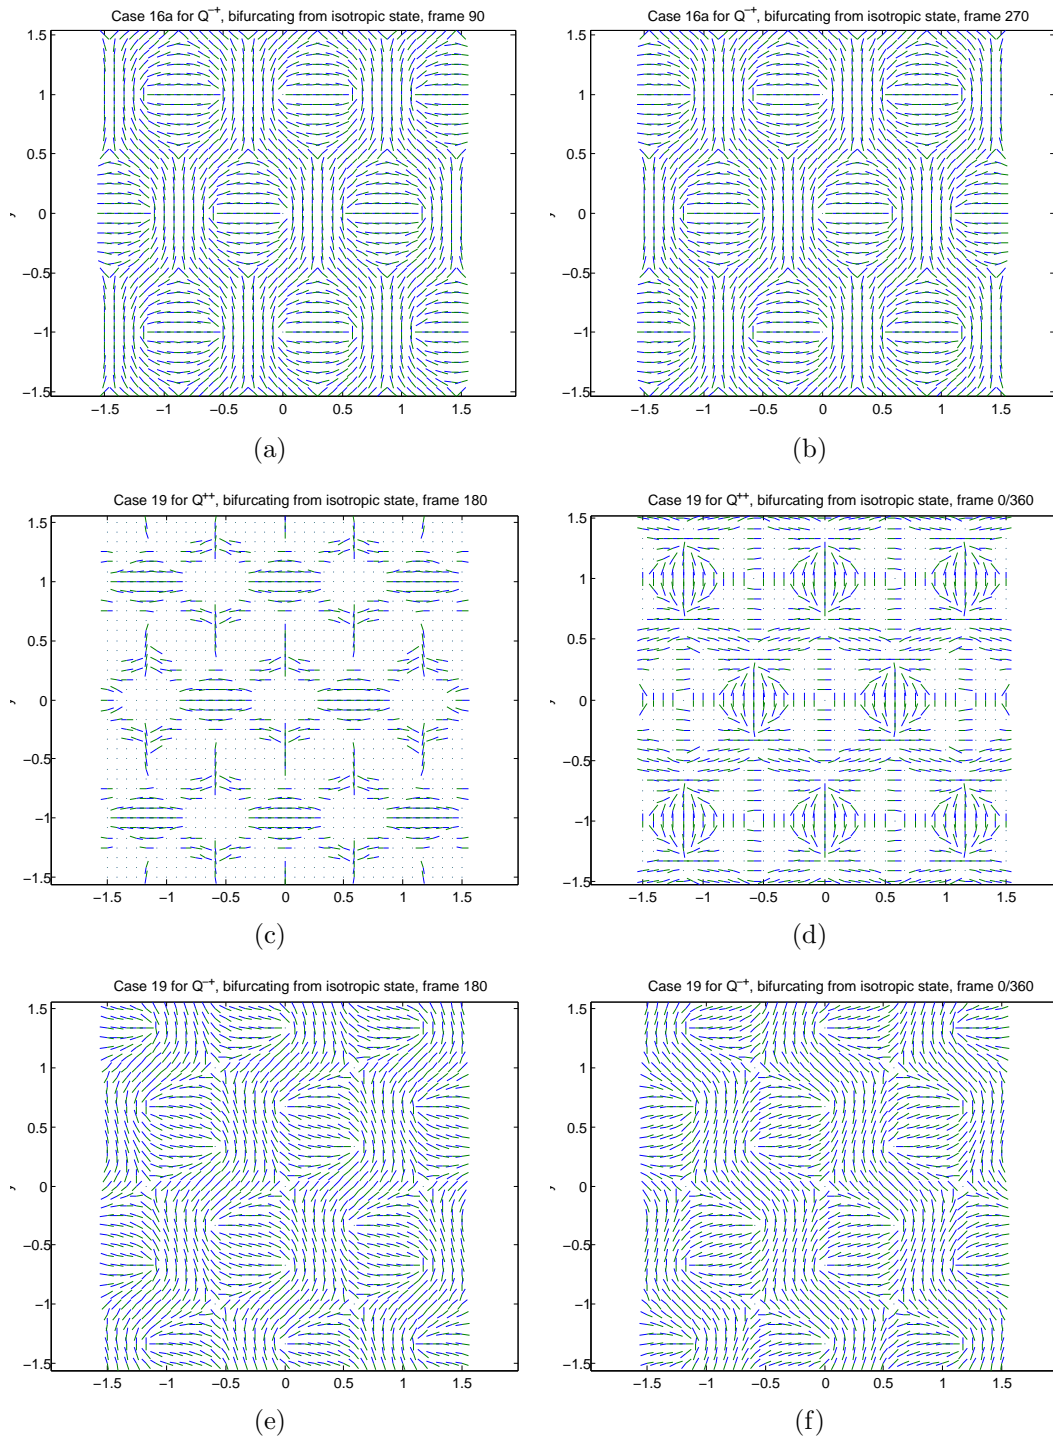 Case 16a for Q⁻⁺, bifurcating from isotropic state, frame 90
1.5
1
0.5
0
−0.5
−1
−1.5
y
−1.5 −1 −0.5 0 0.5 1 1.5
(a)
Case 16a for Q⁻⁺, bifurcating from isotropic state, frame 270
1.5
1
0.5
0
−0.5
−1
−1.5
y
−1.5 −1 −0.5 0 0.5 1 1.5
(b)
Case 19 for Q⁺⁺, bifurcating from isotropic state, frame 180
1.5
1
0.5
0
−0.5
−1
−1.5
y
−1.5 −1 −0.5 0 0.5 1 1.5
(c)
Case 19 for Q⁺⁺, bifurcating from isotropic state, frame 0/360
1.5
1
0.5
0
−0.5
−1
−1.5
y
−1.5 −1 −0.5 0 0.5 1 1.5
(d)
Case 19 for Q⁻⁺, bifurcating from isotropic state, frame 180
1.5
1
0.5
0
−0.5
−1
−1.5
y
−1.5 −1 −0.5 0 0.5 1 1.5
(e)
Case 19 for Q⁻⁺, bifurcating from isotropic state, frame 0/360
1.5
1
0.5
0
−0.5
−1
−1.5
y
−1.5 −1 −0.5 0 0.5 1 1.5
(f)